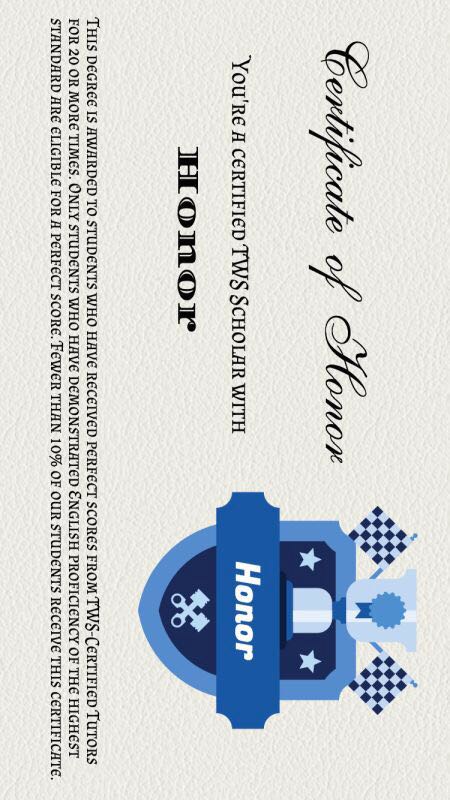 Certificate of Honor
You're a certified TWS Scholar with
Honor
Honor
This degree is awarded to students who have received perfect scores from TWS-Certified Tutors
for 20 or more times. Only students who have demonstrated English proficiency of the highest
standard are eligible for a perfect score. Fewer than 10% of our students receive this certificate.